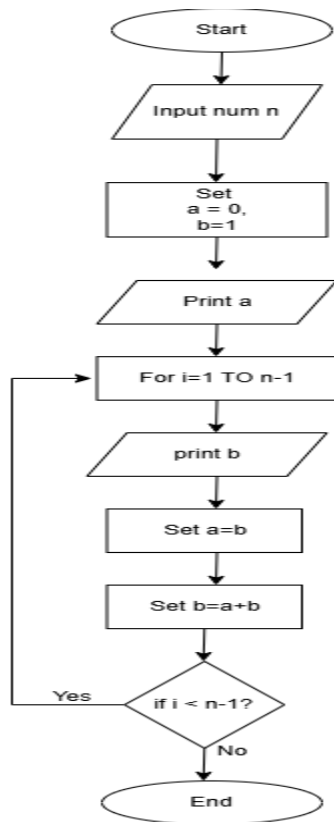 Start
Input num n
Set
a = 0,
b=1
Print a
For i=1 TO n-1
print b
Set a=b
Set b=a+b
if i < n-1?
Yes
No
End